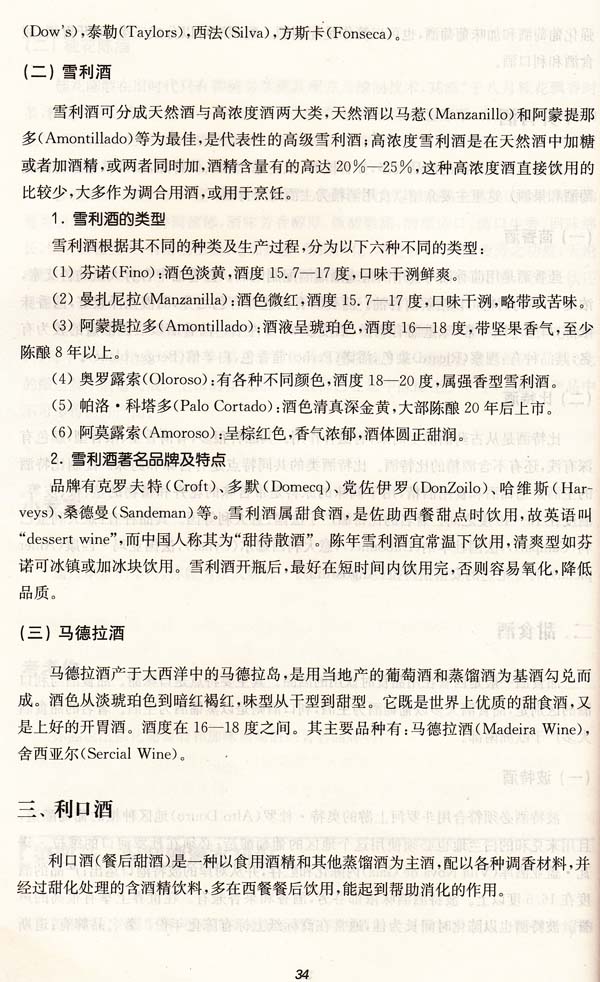 (Dow's),泰勒(Taylors),西法(Silva),方斯卡(Fonseca)。
(二) 雪利酒
雪利酒可分成天然酒与高浓度酒两大类,天然酒以马惹(Manzanillo)和阿蒙提那
多(Amontillado)等为最佳,是代表性的高级雪利酒;高浓度雪利酒是在天然酒中加糖
或者加酒精,或两者同时加,酒精含量有的高达20%—25%,这种高浓度酒直接饮用的
比较少,大多作为调合用酒,或用于烹饪。
1. 雪利酒的类型
雪利酒根据其不同的种类及生产过程,分为以下六种不同的类型:
(1) 芬诺(Fino):酒色淡黄,酒度15.7—17度,口味干洌鲜爽。
(2) 曼扎尼拉(Manzanilla):酒色微红,酒度15.7—17度,口味干洌,略带或苦味。
(3) 阿蒙提拉多(Amontillado):酒液呈琥珀色,酒度16—18度,带坚果香气,至少
陈酿8年以上。
(4) 奥罗露索(Oloroso):有各种不同颜色,酒度18—20度,属强香型雪利酒。
(5) 帕洛·科塔多(Palo Cortado):酒色清真深金黄,大部陈酿20年后上市。
(6) 阿莫露索(Amoroso):呈棕红色,香气浓郁,酒体圆正甜润。
2. 雪利酒著名品牌及特点
品牌有克罗夫特(Croft)、多默(Domecq)、党佐伊罗(DonZoilo)、哈维斯(Har-
veys)、桑德曼(Sandeman)等。雪利酒属甜食酒,是佐助西餐甜点时饮用,故英语叫
“dessert wine”,而中国人称其为“甜待散酒”。陈年雪利酒宜常温下饮用,清爽型如芬
诺可冰镇或加冰块饮用。雪利酒开瓶后,最好在短时间内饮用完,否则容易氧化,降低
品质。
(三) 马德拉酒
马德拉酒产于大西洋中的马德拉岛,是用当地产的葡萄酒和蒸馏酒为基酒勾兑而
成。酒色从淡琥珀色到暗红褐红,味型从干型到甜型。它既是世界上优质的甜食酒,又
是上好的开胃酒。酒度在16—18度之间。其主要品种有:马德拉酒(Madeira Wine),
舍西亚尔(Sercial Wine)。
三、利口酒
利口酒(餐后甜酒)是一种以食用酒精和其他蒸馏酒为主酒,配以各种调香材料,并
经过甜化处理的含酒精饮料,多在西餐餐后饮用,能起到帮助消化的作用。
34